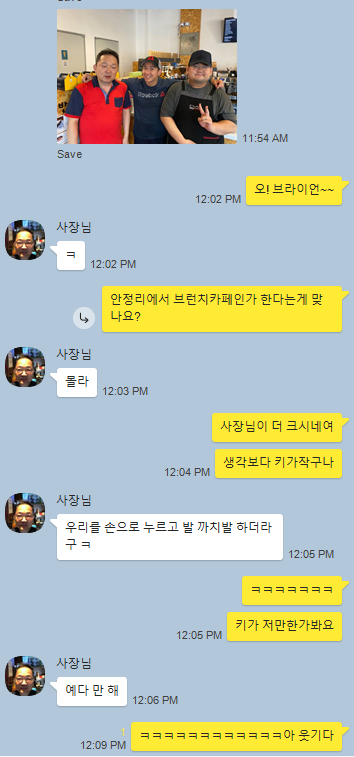 11:54 AM
Save
오! 브라이언~~
12:02 PM
사장님
ㅋ
12:02 PM
안정리에서 브런치카페인가 한다는게 맞
나요?
사장님
몰라
12:03 PM
사장님이 더 크시네여
생각보다 키가작구나
12:04 PM
사장님
우리를 손으로 누르고 발 까치발 하더라
구 ㅋ
12:05 PM
ㅋㅋㅋㅋㅋㅋㅋ
키가 저만한가봐요
12:05 PM
사장님
예다 만 해
12:06 PM
1
ㅋㅋㅋㅋㅋㅋㅋㅋㅋㅋㅋㅋ아 웃기다
12:09 PM